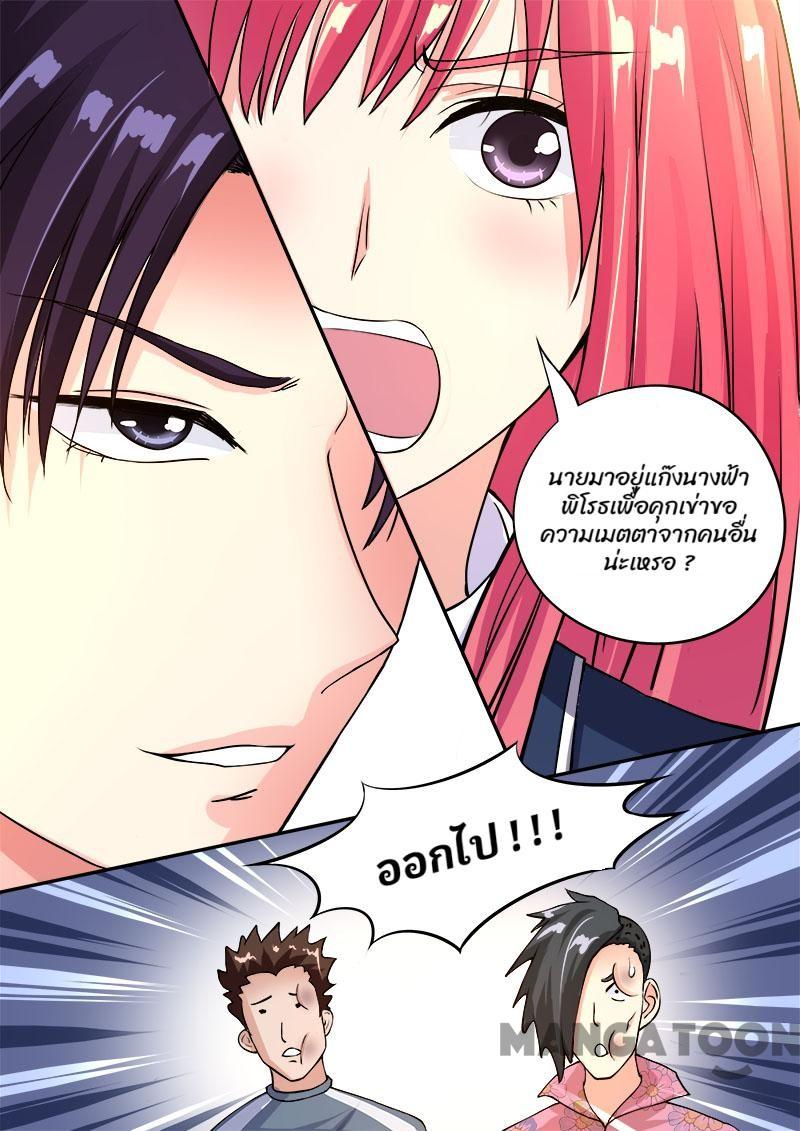 นายมาอยู่แก๊งนางฟ้า
พิโรธเพื่อคุกเข่าขอ
ความเมตตาจากคนอื่น
น่ะเหรอ ?
ออกไป ! ! !
MANGATOON